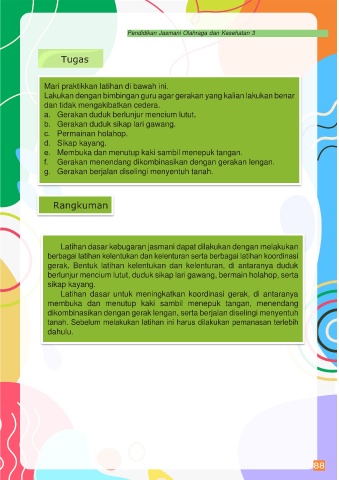 Pendidikan Jasmani Olahraga dan Kesehatan 3
Tugas
Mari praktikkan latihan di bawah ini.
Lakukan dengan bimbingan guru agar gerakan yang kalian lakukan benar
dan tidak mengakibatkan cedera.
a. Gerakan duduk berlunjur mencium lutut.
b. Gerakan duduk sikap lari gawang.
c. Permainan holahop.
d. Sikap kayang.
e. Membuka dan menutup kaki sambil menepuk tangan.
f. Gerakan menendang dikombinasikan dengan gerakan lengan.
g. Gerakan berjalan diselingi menyentuh tanah.
Rangkuman
Latihan dasar kebugaran jasmani dapat dilakukan dengan melakukan
berbagai latihan kelentukan dan kelenturan serta berbagai latihan koordinasi
gerak. Bentuk latihan kelentukan dan kelenturan, di antaranya duduk
berlunjur mencium lutut, duduk sikap lari gawang, bermain holahop, serta
sikap kayang.
Latihan dasar untuk meningkatkan koordinasi gerak, di antaranya
membuka dan menutup kaki sambil menepuk tangan, menendang
dikombinasikan dengan gerak lengan, serta berjalan diselingi menyentuh
tanah. Sebelum melakukan latihan ini harus dilakukan pemanasan terlebih
dahulu.
88